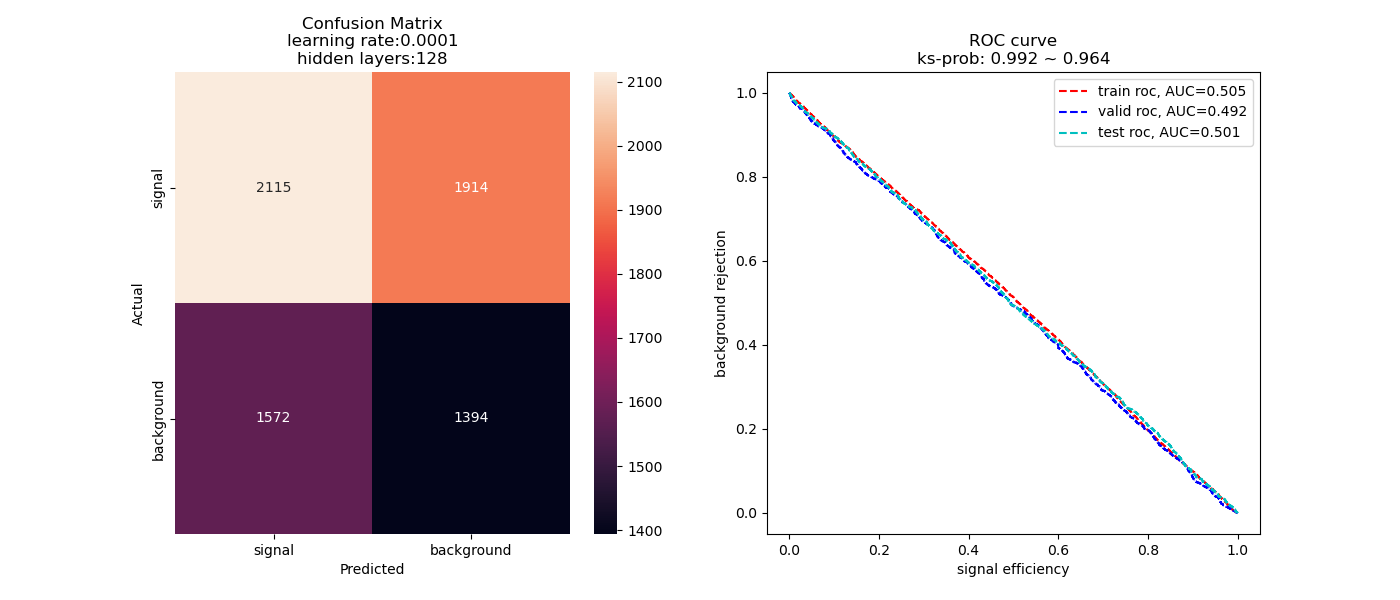 Confusion Matrix
learning rate:0.0001
hidden layers:128
signal
background
Actual
2115
1914
1572
1394
signal
background
Predicted
2100
2000
1900
1800
1700
1600
1500
1400
ROC curve
ks-prob: 0.992 ~ 0.964
train roc, AUC=0.505
valid roc, AUC=0.492
test roc, AUC=0.501
background rejection
1.0
0.8
0.6
0.4
0.2
0.0
0.0
0.2
0.4
0.6
0.8
1.0
signal efficiency